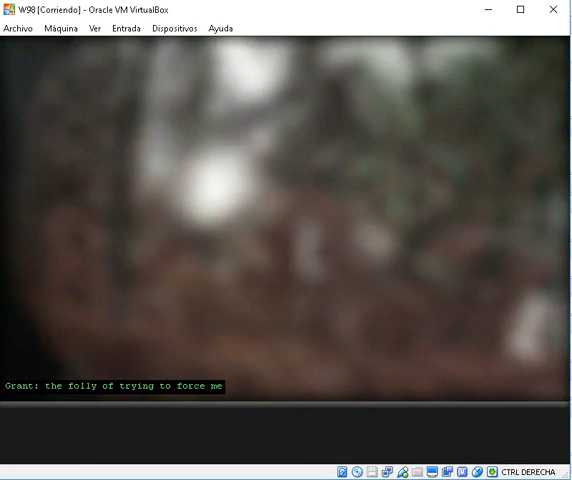 W98 [Corriendo] - Oracle VM VirtualBox
Archivo Máquina Ver Entrada Dispositivos Ayuda
Grant: the folly of trying to force me
CTRL DERECHA